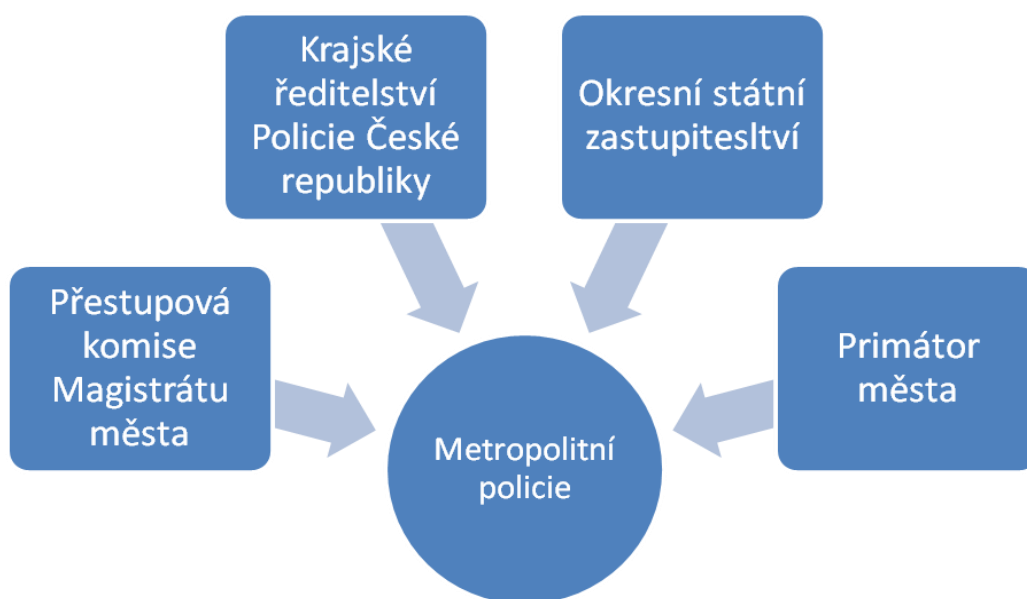 Krajské
ředitelství
Policie České
republiky
Okresní státní
zastupitesltví
Přestupová
komise
Magistrátu
města
Primátor
města
Metropolitní
policie